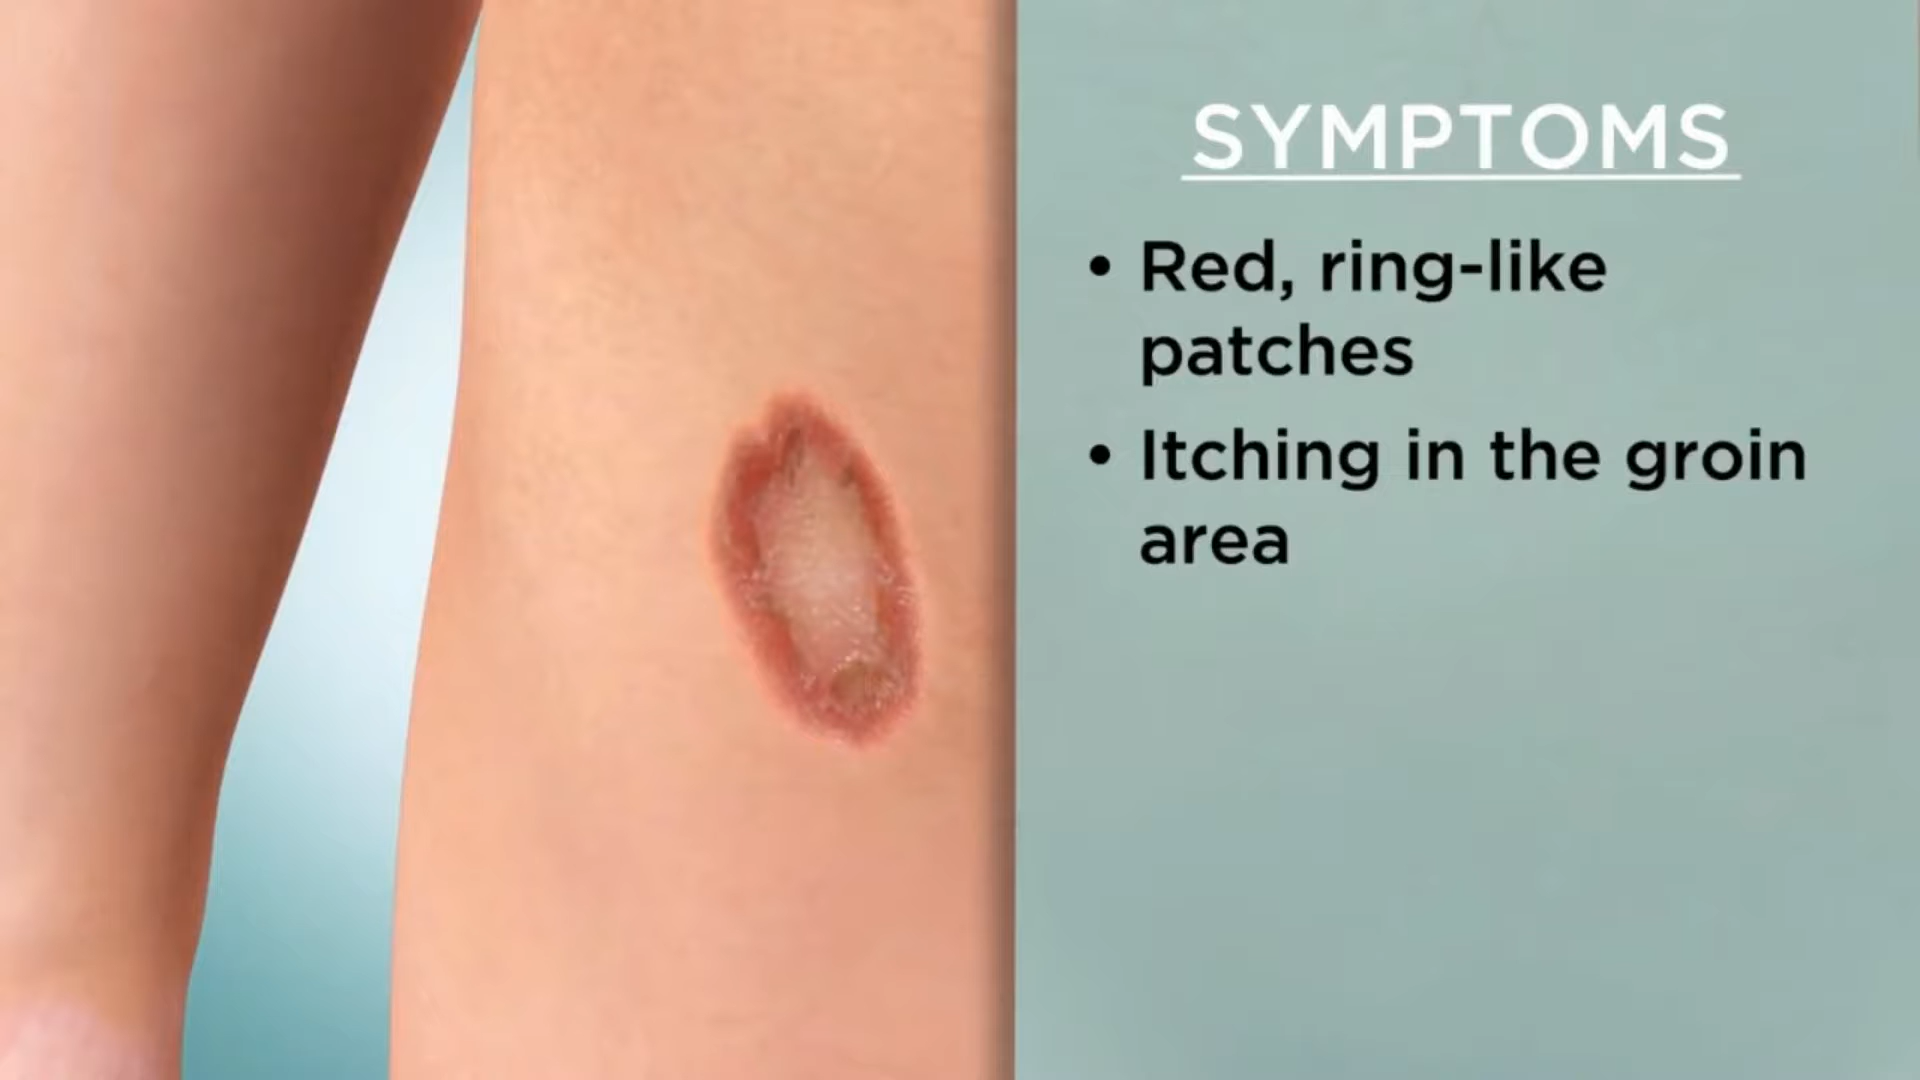 SYMPTOMS
• Red, ring-like
patches
• Itching in the groin
area